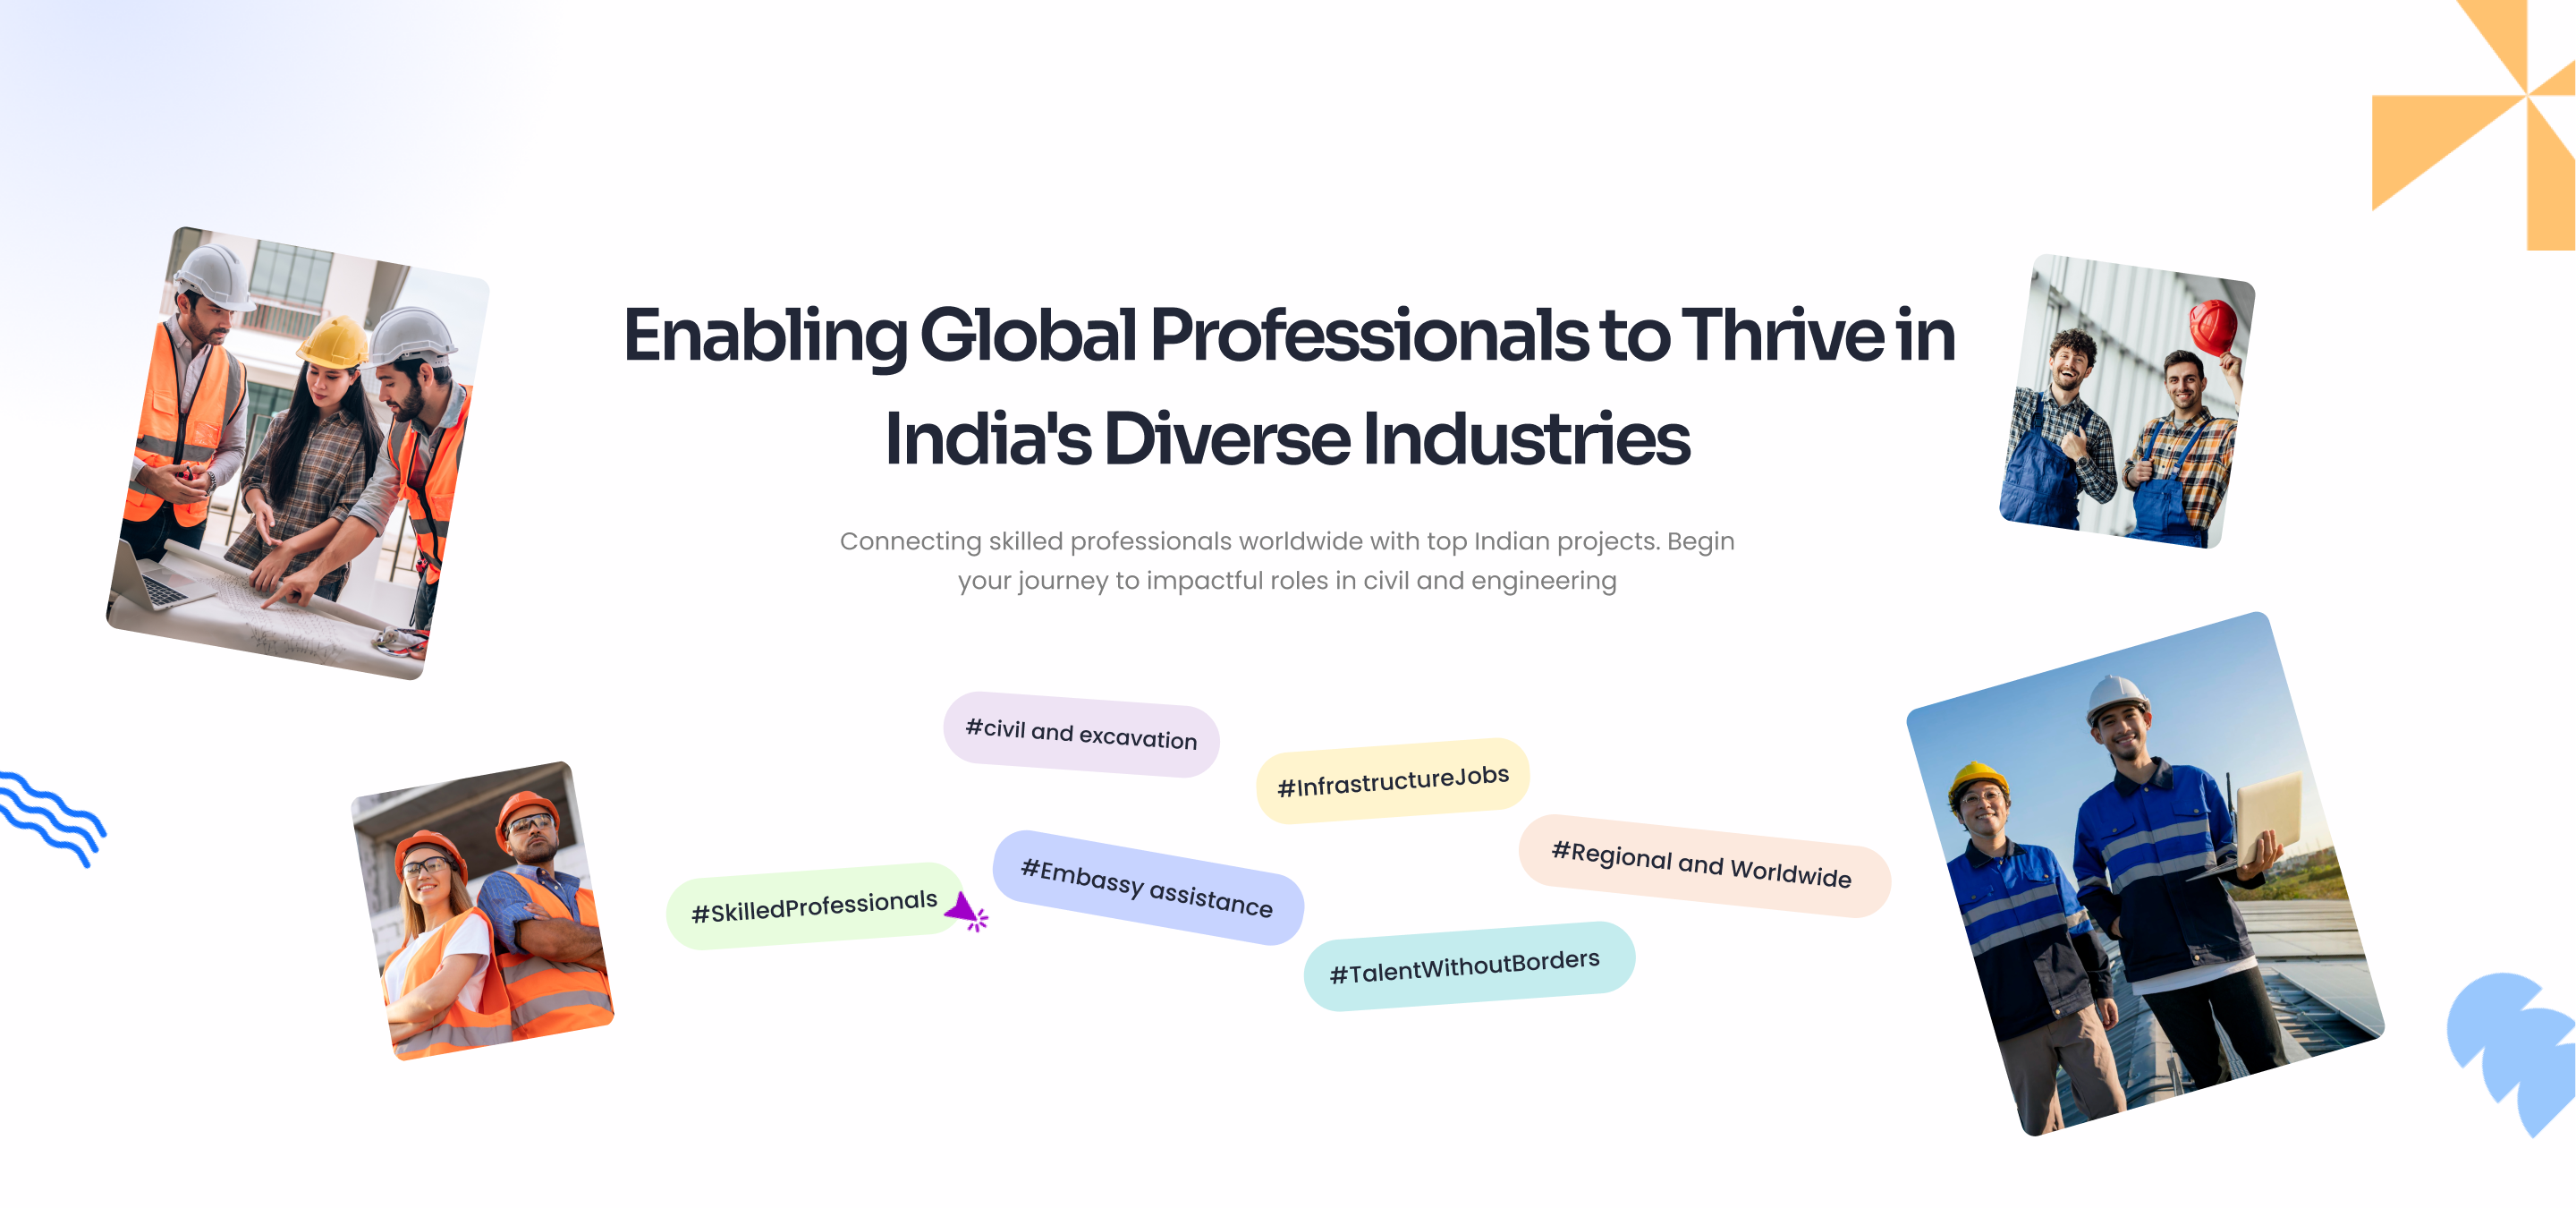 Enabling Global Professionals to Thrive in
India's Diverse Industries
Connecting skilled professionals worldwide with top Indian projects. Begin
your journey to impactful roles in civil and engineering
#civil and excavation
#InfrastructureJobs
#Regional and Worldwide
#Embassy assistance
#SkilledProfessionals
#TalentWithoutBorders